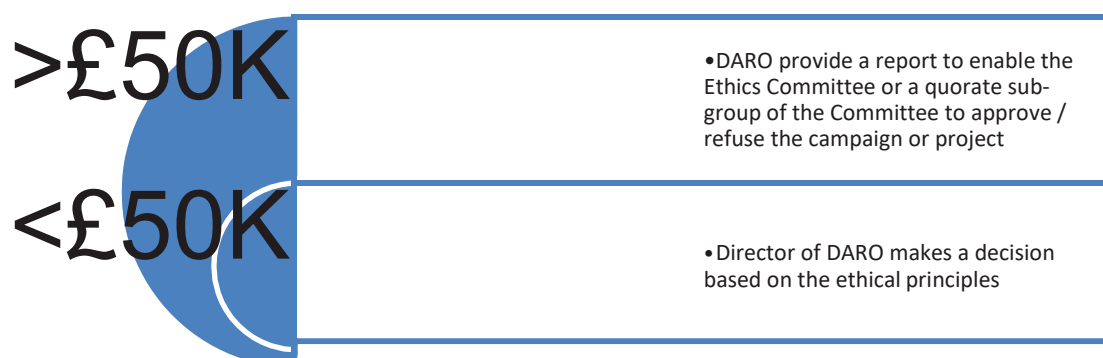 >£50K
•DARO provide a report to enable the
Ethics Committee or a quorate sub-
group of the Committee to approve /
refuse the campaign or project
<£50K
•Director of DARO makes a decision
based on the ethical principles